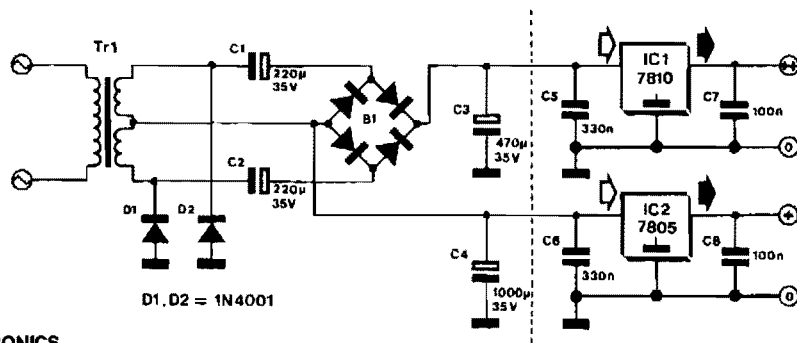 Tr1
C1
220µ
35V
B1
C2
220µ
35V
D1
D2
D1, D2 = 1N4001
C3
470µ
35V
C4
1000µ
35V
C5
330n
IC1
7810
C7
100n
++
0
C6
330n
IC2
7805
C8
100n
+
0
RONICS